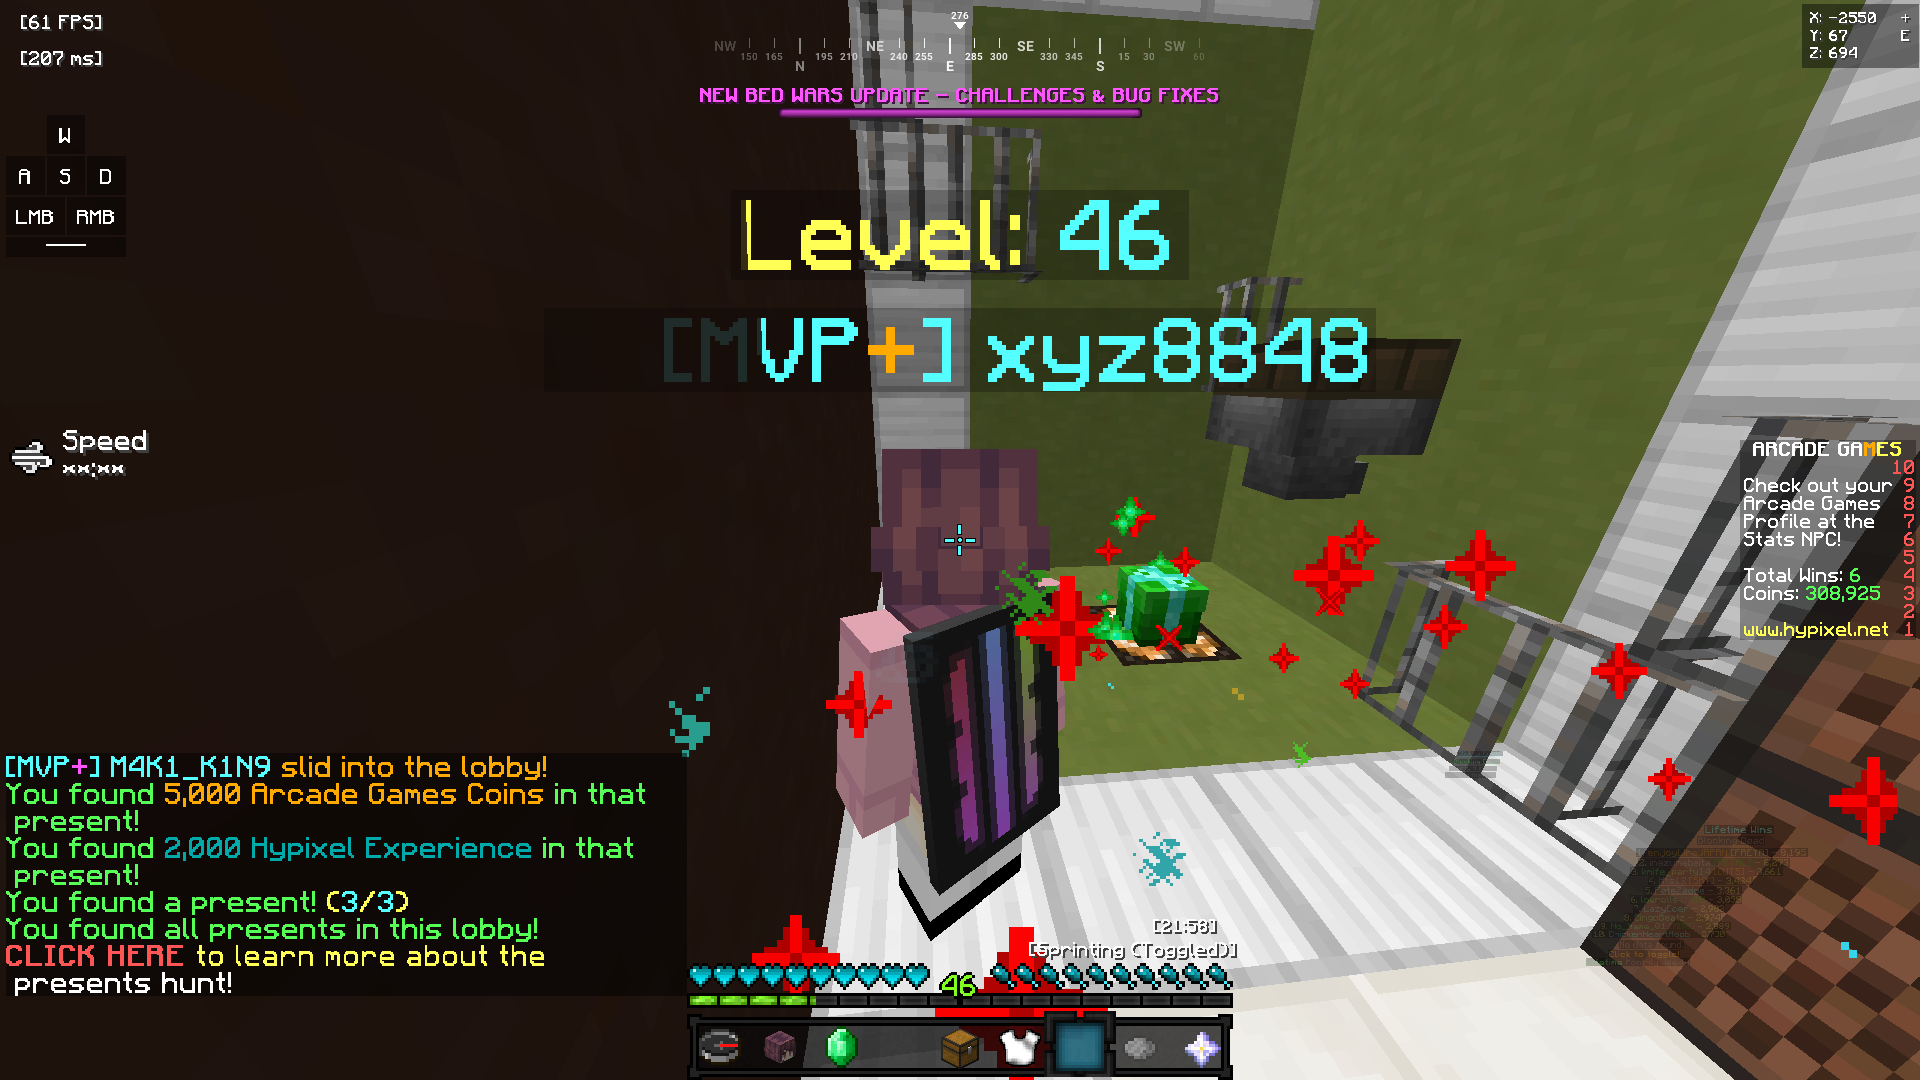 [61 FPS]
[207 ms]
W
A S D
LMB RMB
276
NW 150 165 N 195 210 NE 240 255 E 285 300 SE 330 345 S 15 30 SW 60
NEW BED WARS UPDATE - CHALLENGES & BUG FIXES
X: -2550 +
Y: 67 E
Z: 694
Level: 46
[MVP+] xyz8848
Speed
xx:xx
ARCADE GAMES
10
Check out your 9
Arcade Games 8
Profile at the 7
Stats NPC! 6
5
Total Wins: 6 4
Coins: 308,925 3
2
www.hypixel.net 1
[MVP+] M4K1_K1N9 slid into the lobby!
You found 5,000 Arcade Games Coins in that
present!
You found 2,000 Hypixel Experience in that
present!
You found a present! (3/3)
You found all presents in this lobby!
CLICK HERE to learn more about the
presents hunt!
Lifetime Wins
[21:58]
[Sprinting (Toggled)]
46